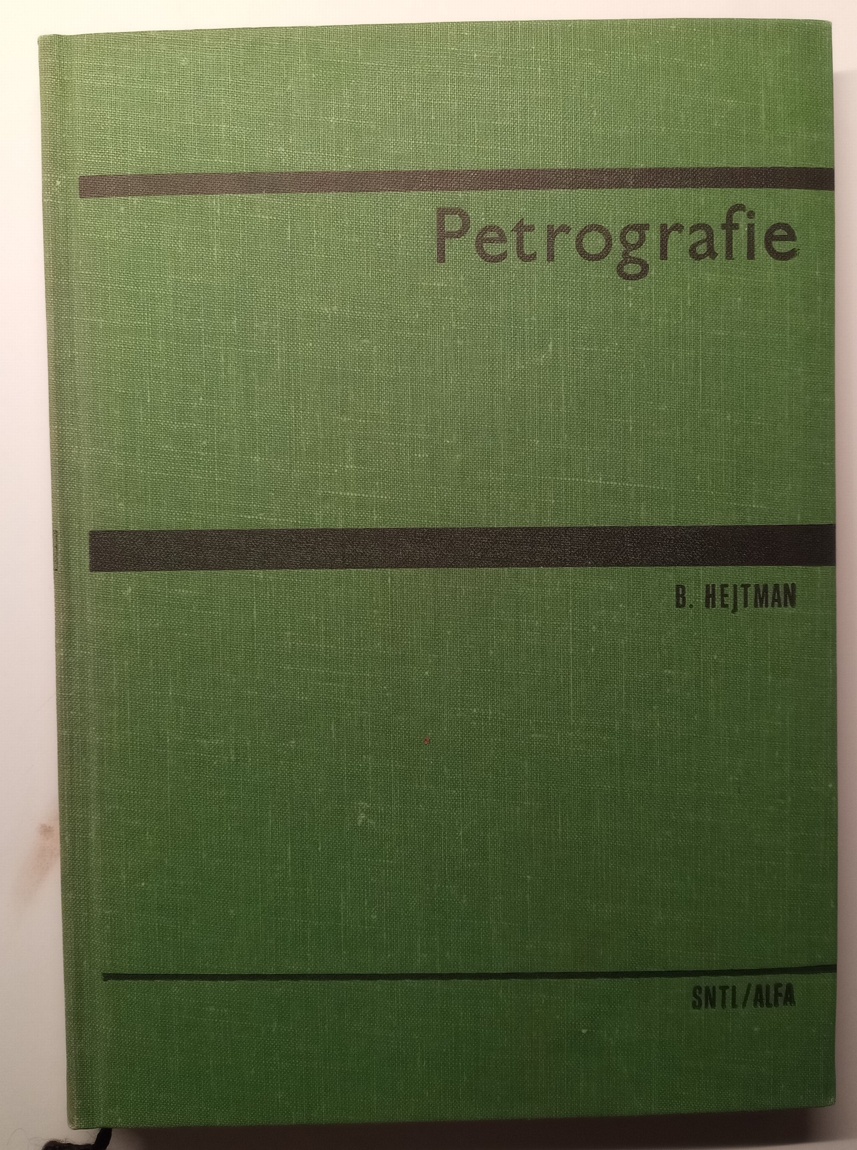 Petrografie
B. HEJTMAN
SNTL/ALFA